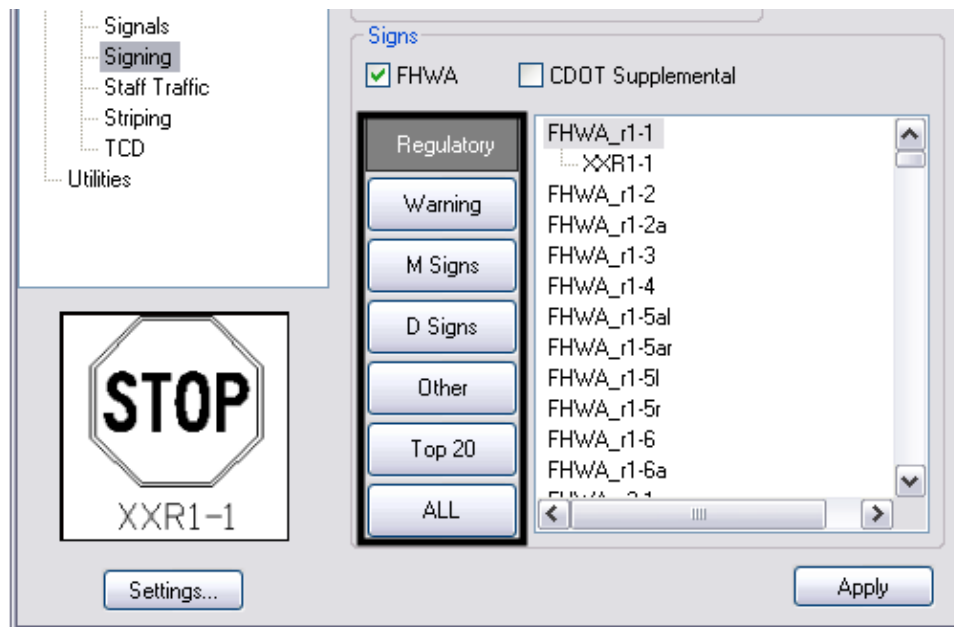 Signals
Signing
Staff Traffic
Striping
TCD
Utilities
STOP
XXR1-1
Settings...
Signs
FHWA
CDOT Supplemental
Regulatory
Warning
M Signs
D Signs
Other
Top 20
ALL
FHWA_r1-1
XXR1-1
FHWA_r1-2
FHWA_r1-2a
FHWA_r1-3
FHWA_r1-4
FHWA_r1-5al
FHWA_r1-5ar
FHWA_r1-5l
FHWA_r1-5r
FHWA_r1-6
FHWA_r1-6a
Apply